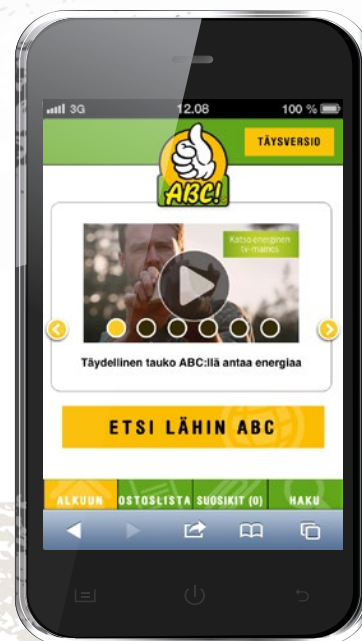 3G 12.08 100 %
TÄYSVERSIO
ABC!
Katso energinen
tv-mainos
Täydellinen tauko ABC:llä antaa energiaa
ETSI LÄHIN ABC
ALKUUN OSTOSLISTA SUOSIKIT (0) HAKU